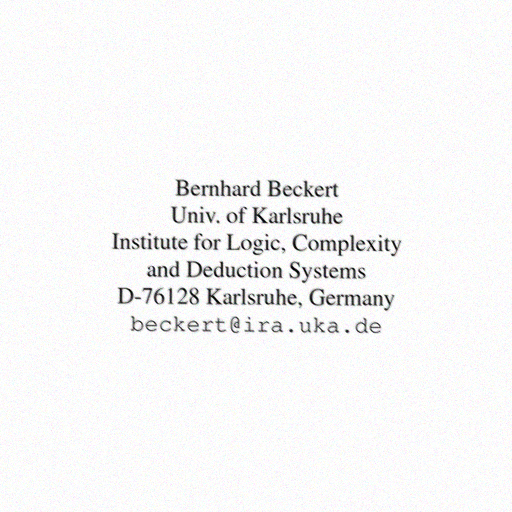 Bernhard Beckert
Univ. of Karlsruhe
Institute for Logic, Complexity
and Deduction Systems
D-76128 Karlsruhe, Germany
beckert@ira.uka.de